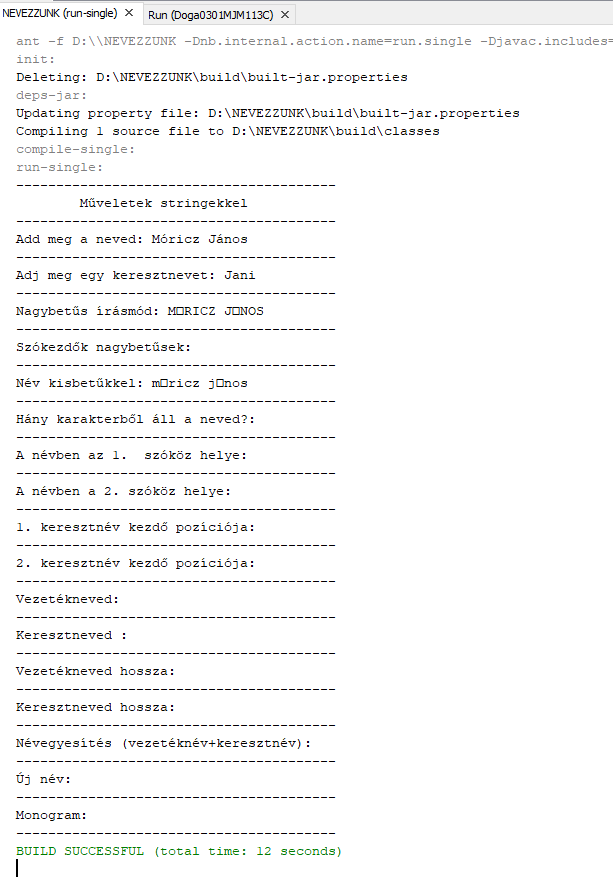 NEVEZZUNK (run-single) × Run (Doga0301MJM113C) ×
ant -f D:\\NEVEZZUNK -Dnb.internal.action.name=run.single -Djavac.includes=
init:
Deleting: D:\NEVEZZUNK\build\built-jar.properties
deps-jar:
Updating property file: D:\NEVEZZUNK\build\built-jar.properties
Compiling 1 source file to D:\NEVEZZUNK\build\classes
compile-single:
run-single:
----------------------------------------
        Műveletek stringekkel
----------------------------------------
Add meg a neved: Móricz János
----------------------------------------
Adj meg egy keresztnevet: Jani
----------------------------------------
Nagybetűs írásmód: M□RICZ J□NOS
----------------------------------------
Szókezdők nagybetűsek:
----------------------------------------
Név kisbetűkkel: m□ricz j□nos
----------------------------------------
Hány karakterből áll a neved?:
----------------------------------------
A névben az 1.  szóköz helye:
----------------------------------------
A névben a 2. szóköz helye:
----------------------------------------
1. keresztnév kezdő pozíciója:
----------------------------------------
2. keresztnév kezdő pozíciója:
----------------------------------------
Vezetékneved:
----------------------------------------
Keresztneved :
----------------------------------------
Vezetékneved hossza:
----------------------------------------
Keresztneved hossza:
----------------------------------------
Névegyesítés (vezetéknév+keresztnév):
----------------------------------------
Új név:
----------------------------------------
Monogram:
----------------------------------------
BUILD SUCCESSFUL (total time: 12 seconds)